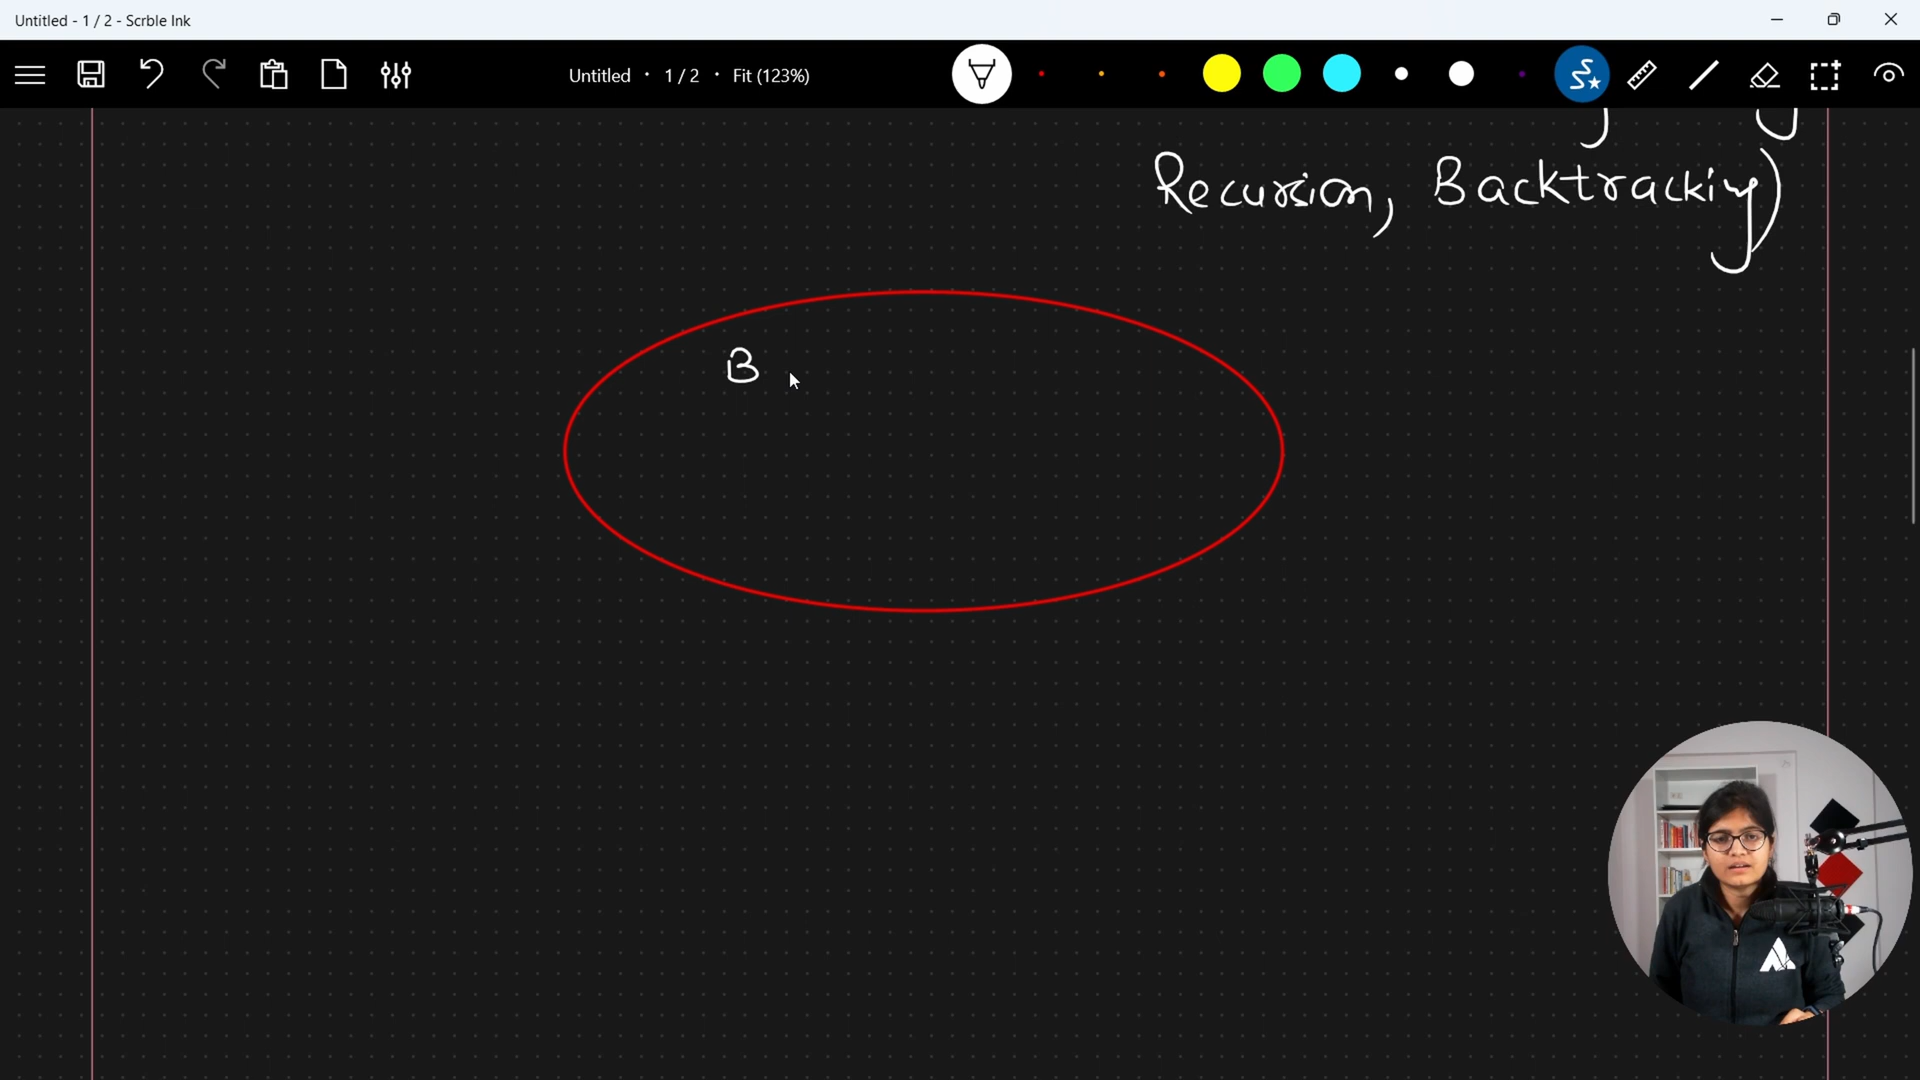 Untitled - 1 / 2 - Scrble Ink
Untitled • 1 / 2 • Fit (123%)
Recursion, Backtracking)
B